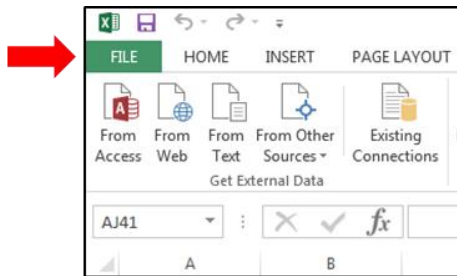 FILE HOME INSERT PAGE LAYOUT
From From From From Other Existing
Access Web Text Sources Connections
Get External Data
AJ41 fx
A B